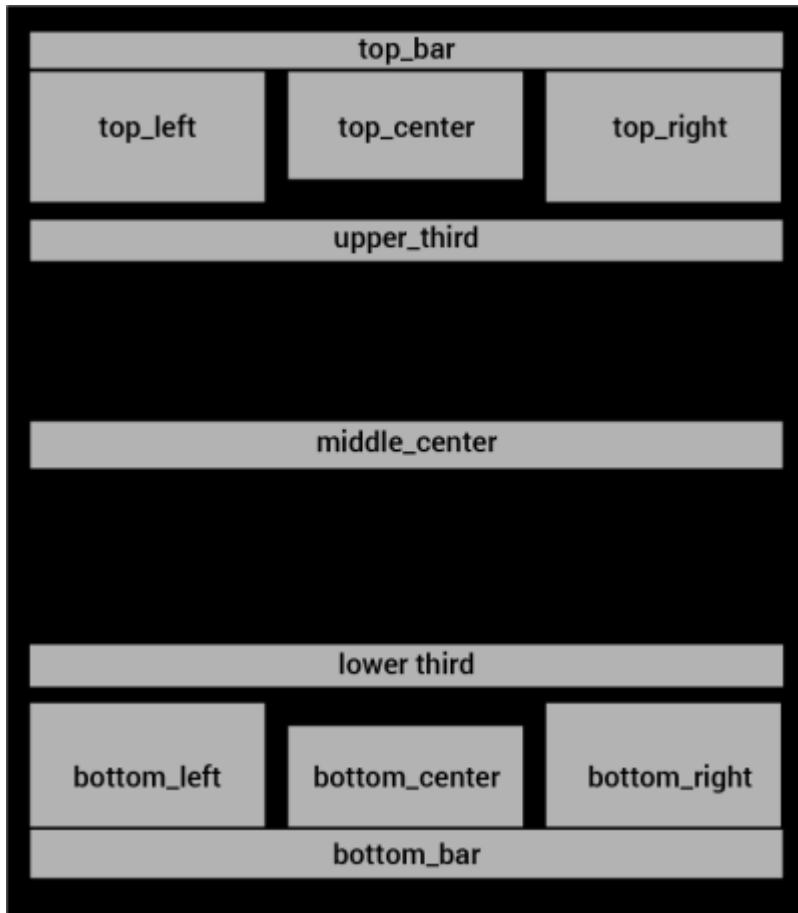 top_bar
top_left top_center top_right
upper_third
middle_center
lower third
bottom_left bottom_center bottom_right
bottom_bar